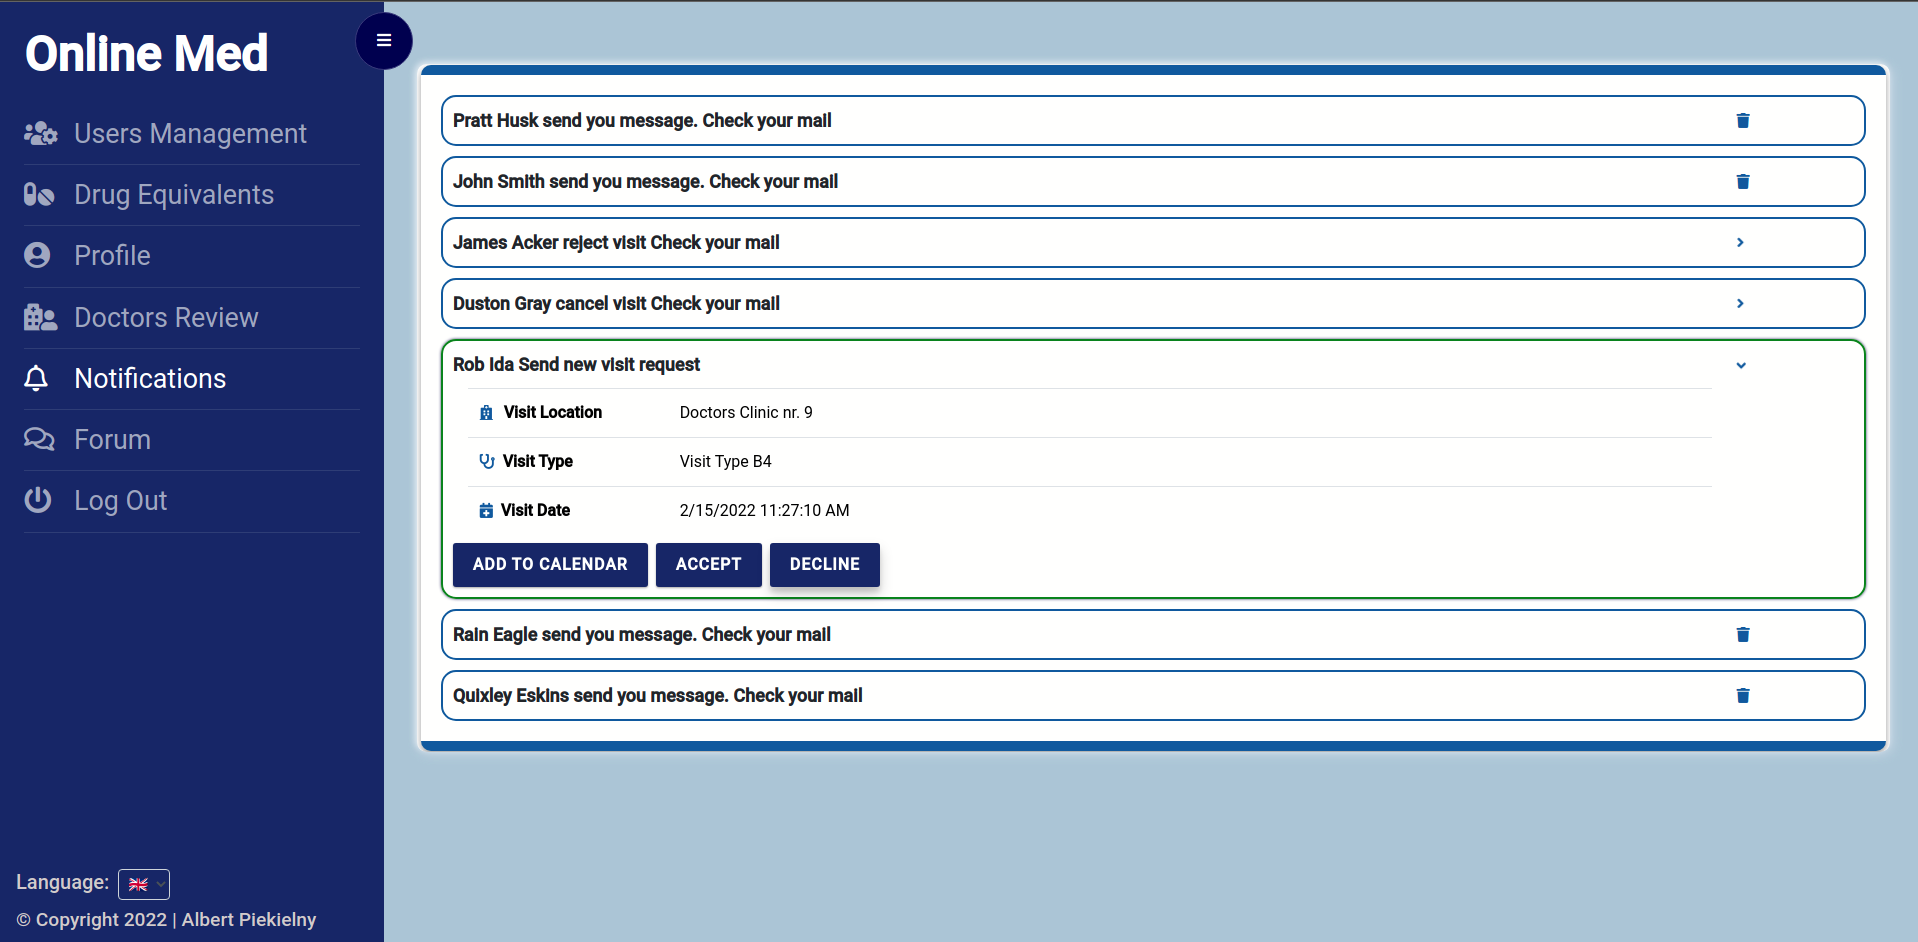 Online Med
Users Management
Drug Equivalents
Profile
Doctors Review
Notifications
Forum
Log Out
Language:
© Copyright 2022 | Albert Piekielny
Pratt Husk send you message. Check your mail
John Smith send you message. Check your mail
James Acker reject visit Check your mail
Duston Gray cancel visit Check your mail
Rob Ida Send new visit request
Visit Location Doctors Clinic nr. 9
Visit Type Visit Type B4
Visit Date 2/15/2022 11:27:10 AM
ADD TO CALENDAR ACCEPT DECLINE
Rain Eagle send you message. Check your mail
Quixley Eskins send you message. Check your mail